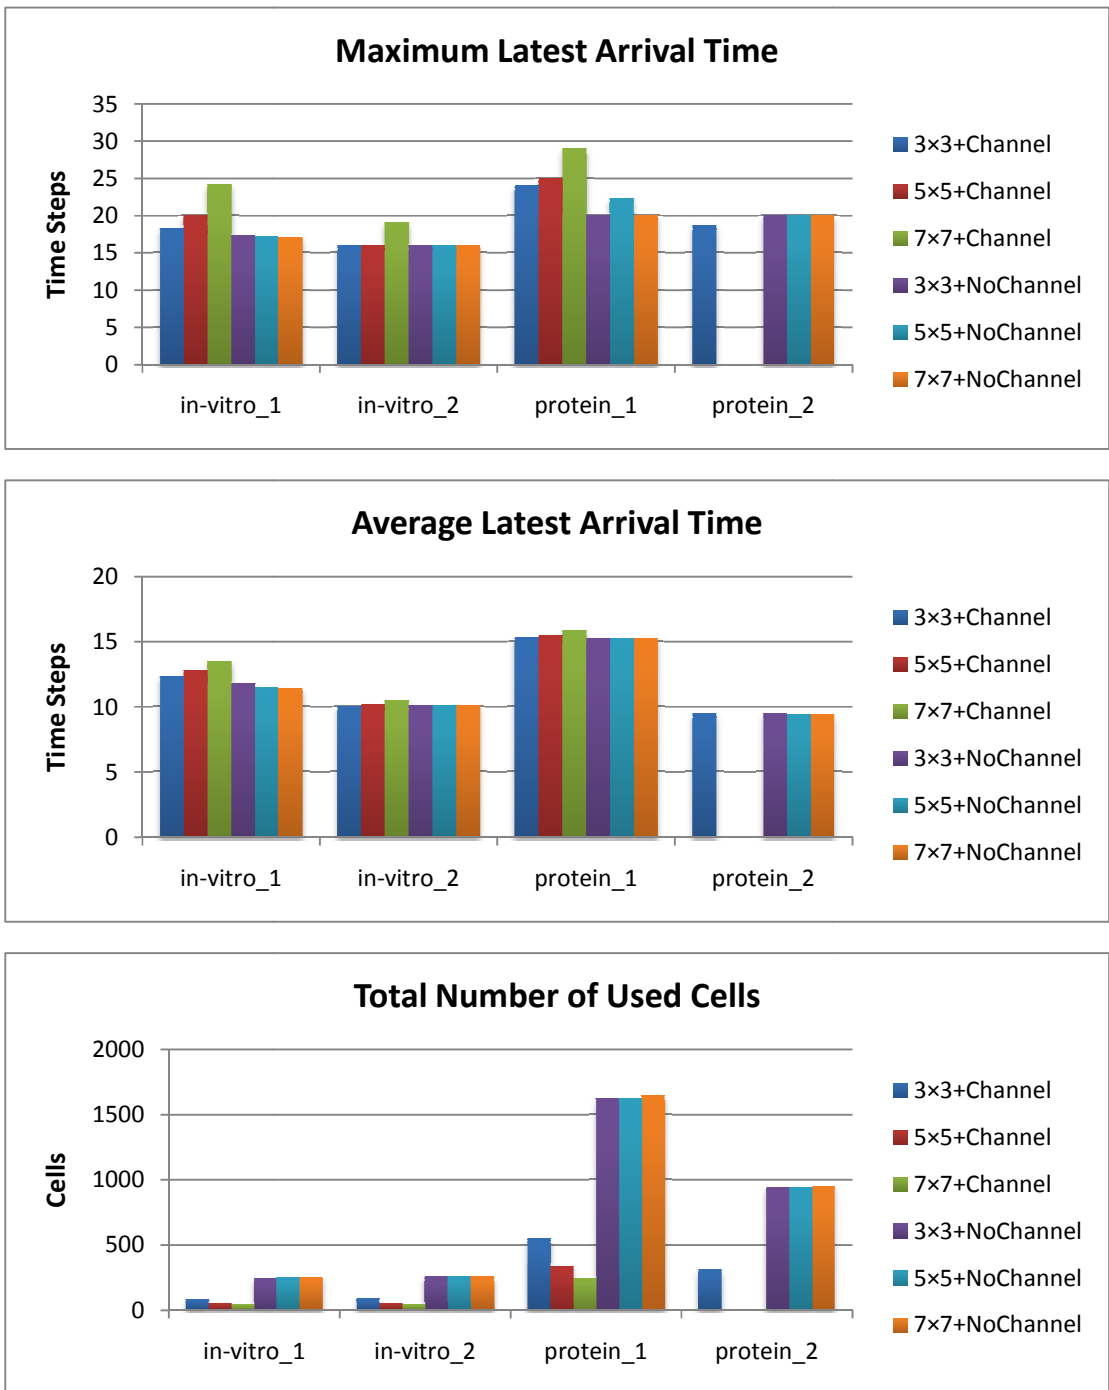 Maximum Latest Arrival Time
Time Steps
35
30
25
20
15
10
5
0
in-vitro_1
in-vitro_2
protein_1
protein_2
3×3+Channel
5×5+Channel
7×7+Channel
3×3+NoChannel
5×5+NoChannel
7×7+NoChannel
Average Latest Arrival Time
Time Steps
20
15
10
5
0
in-vitro_1
in-vitro_2
protein_1
protein_2
3×3+Channel
5×5+Channel
7×7+Channel
3×3+NoChannel
5×5+NoChannel
7×7+NoChannel
Total Number of Used Cells
Cells
2000
1500
1000
500
0
in-vitro_1
in-vitro_2
protein_1
protein_2
3×3+Channel
5×5+Channel
7×7+Channel
3×3+NoChannel
5×5+NoChannel
7×7+NoChannel